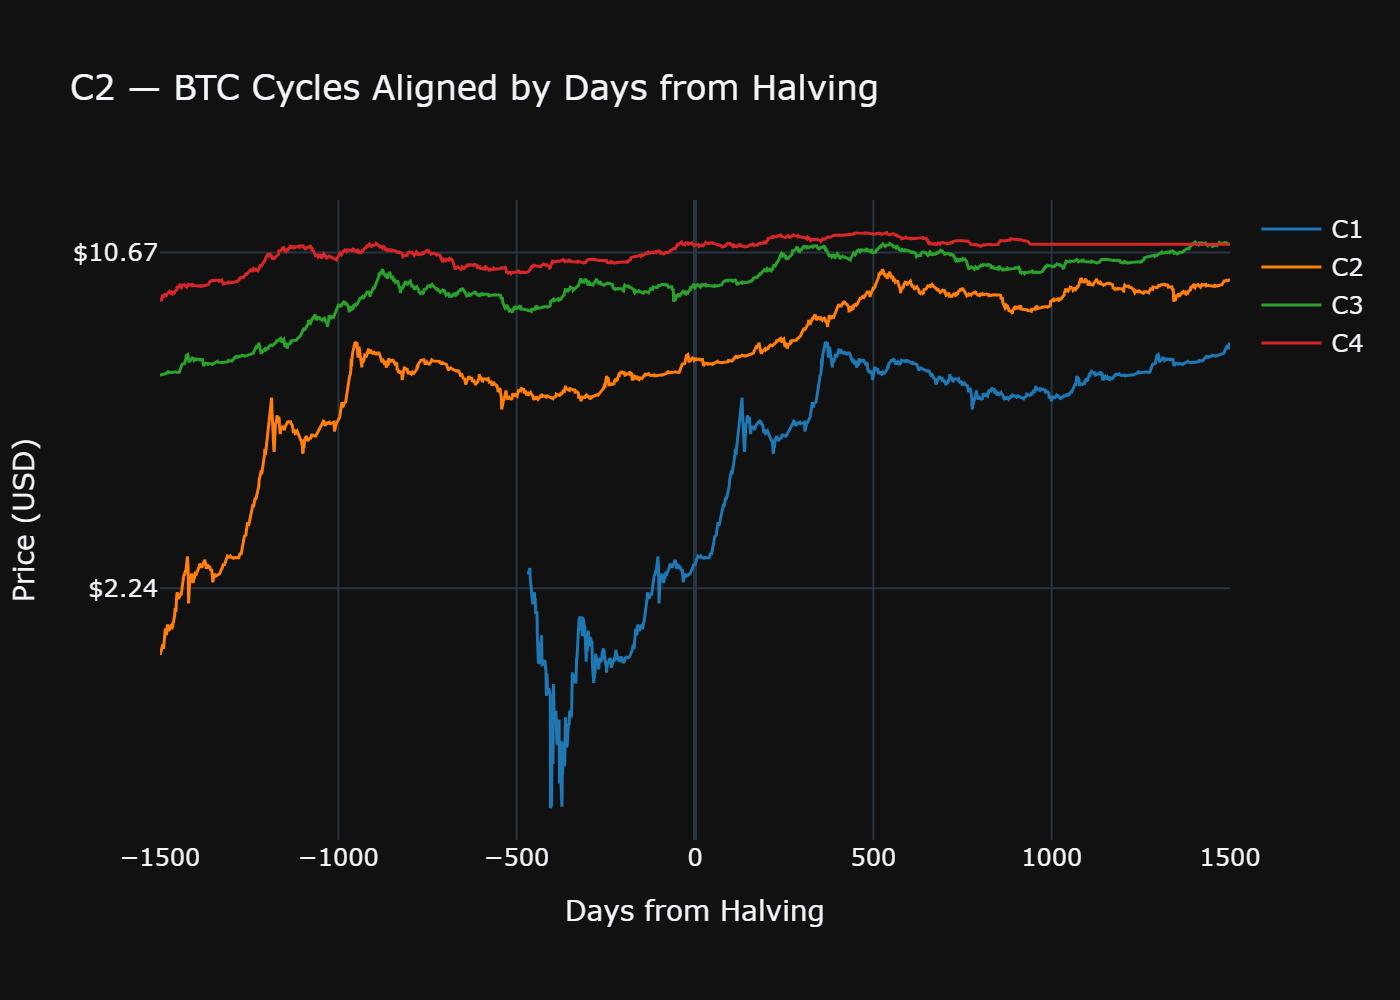 C2 — BTC Cycles Aligned by Days from Halving
C1
C2
C3
C4
$10.67
$2.24
Price (USD)
−1500
−1000
−500
0
500
1000
1500
Days from Halving